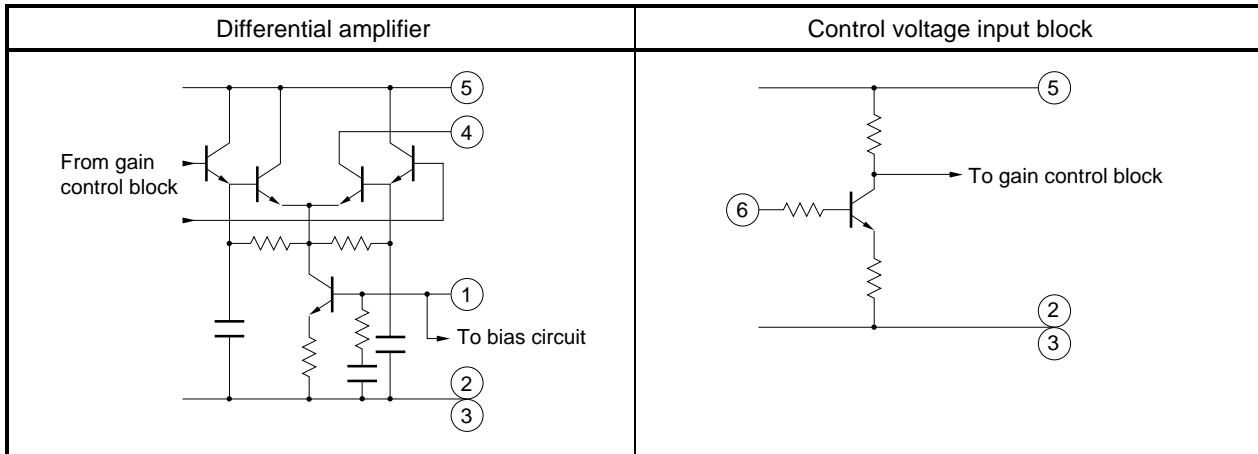 Differential amplifier
Control voltage input block
5
4
From gain
control block
1
To bias circuit
2
3
5
To gain control block
6
2
3